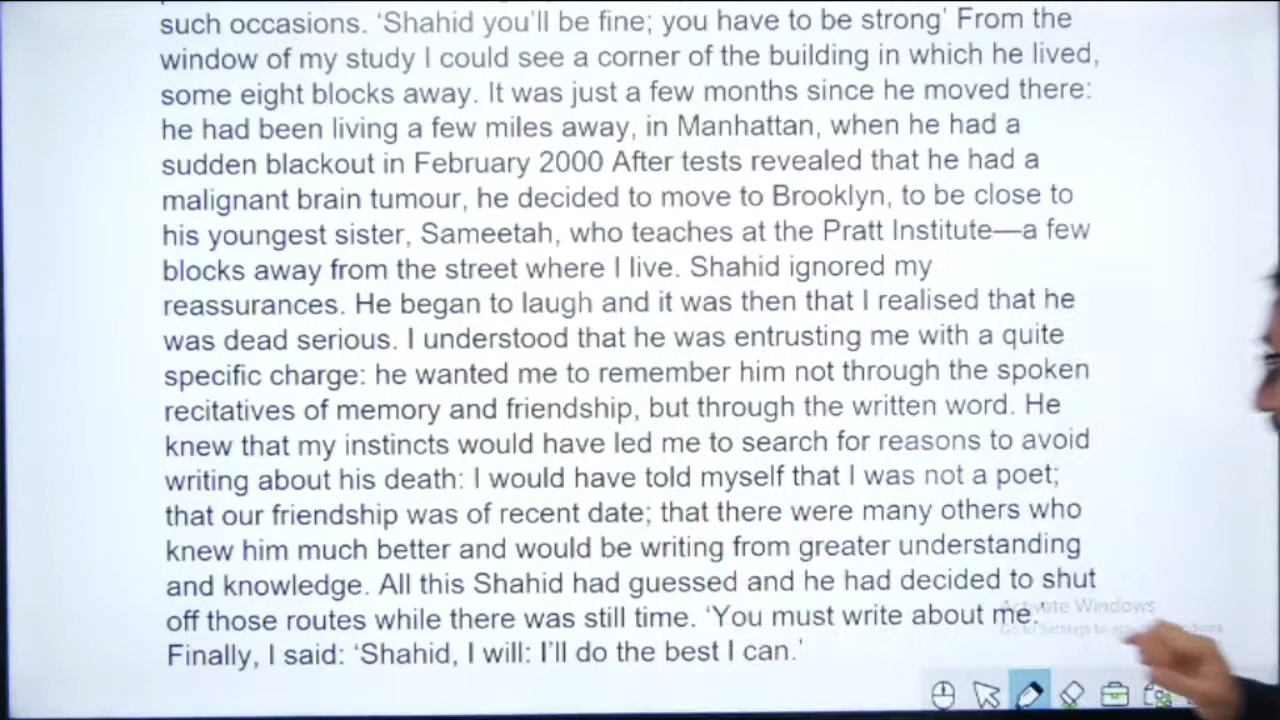 such occasions. ‘Shahid you’ll be fine; you have to be strong’ From the
window of my study I could see a corner of the building in which he lived,
some eight blocks away. It was just a few months since he moved there:
he had been living a few miles away, in Manhattan, when he had a
sudden blackout in February 2000 After tests revealed that he had a
malignant brain tumour, he decided to move to Brooklyn, to be close to
his youngest sister, Sameetah, who teaches at the Pratt Institute—a few
blocks away from the street where I live. Shahid ignored my
reassurances. He began to laugh and it was then that I realised that he
was dead serious. I understood that he was entrusting me with a quite
specific charge: he wanted me to remember him not through the spoken
recitatives of memory and friendship, but through the written word. He
knew that my instincts would have led me to search for reasons to avoid
writing about his death: I would have told myself that I was not a poet;
that our friendship was of recent date; that there were many others who
knew him much better and would be writing from greater understanding
and knowledge. All this Shahid had guessed and he had decided to shut
off those routes while there was still time. ‘You must write about me.’
Finally, I said: ‘Shahid, I will: I’ll do the best I can.’
Windows
Go to Settings to